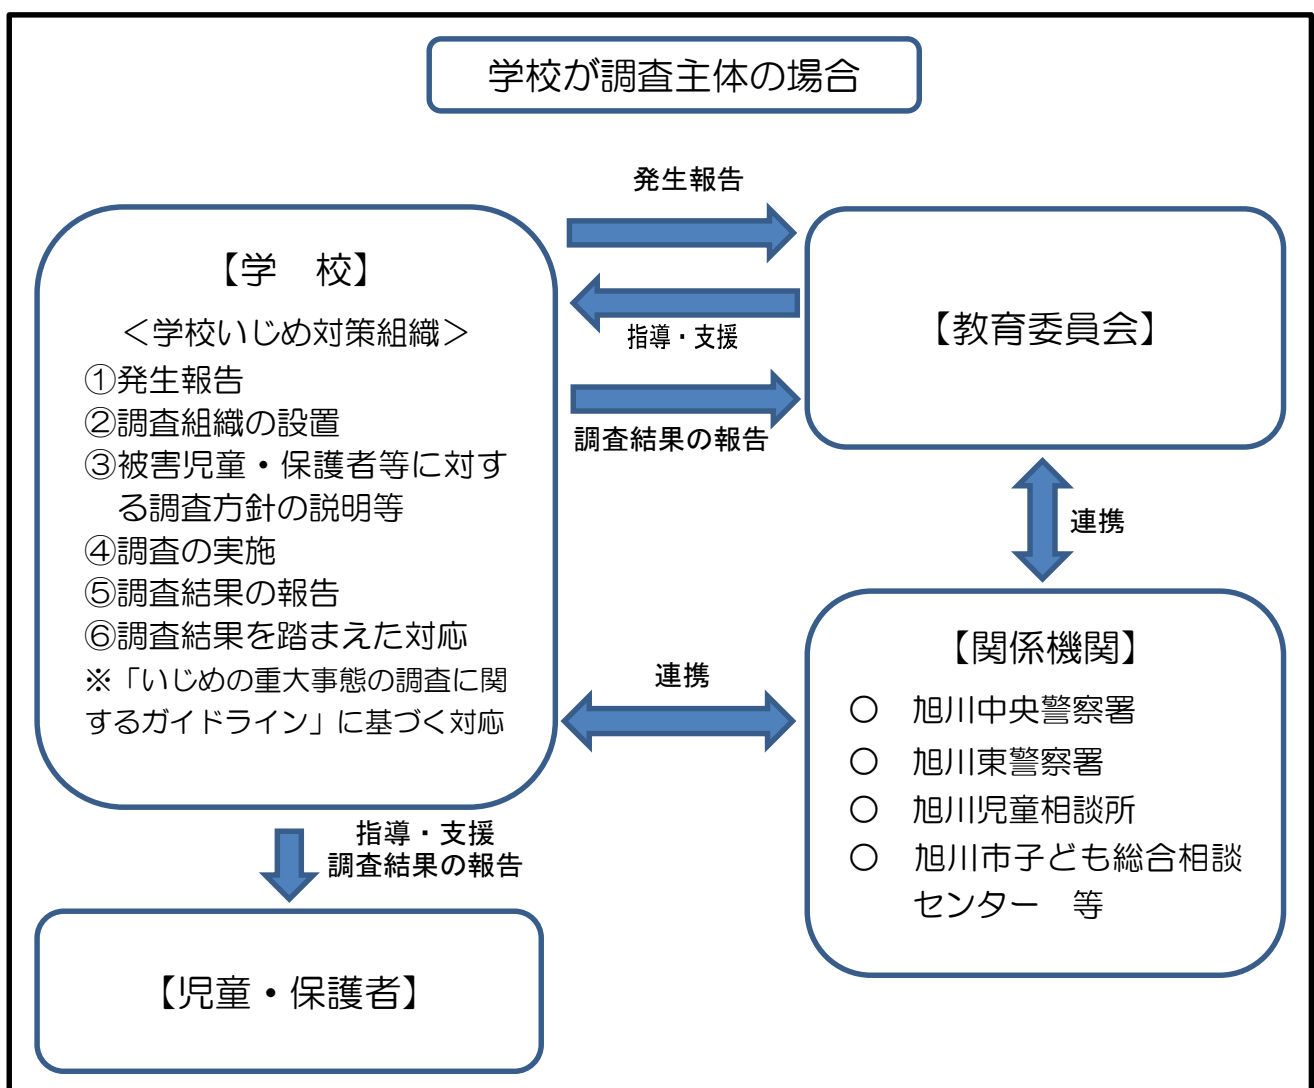 学校が調査主体の場合
発生報告
【学　校】
＜学校いじめ対策組織＞
①発生報告
②調査組織の設置
③被害児童・保護者等に対す
る調査方針の説明等
④調査の実施
⑤調査結果の報告
⑥調査結果を踏まえた対応
※「いじめの重大事態の調査に関
するガイドライン」に基づく対応
指導・支援
調査結果の報告
【教育委員会】
連携
連携
【関係機関】
○　旭川中央警察署
○　旭川東警察署
○　旭川児童相談所
○　旭川市子ども総合相談
センター　等
指導・支援
調査結果の報告
【児童・保護者】